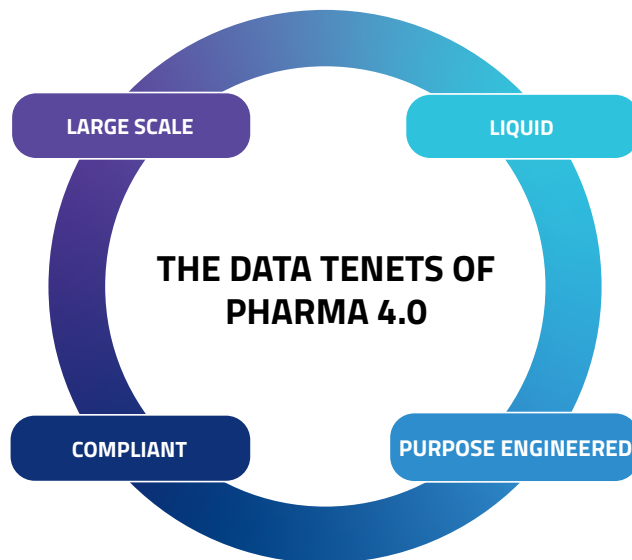 LARGE SCALE
LIQUID
THE DATA TENETS OF
PHARMA 4.0
COMPLIANT
PURPOSE ENGINEERED